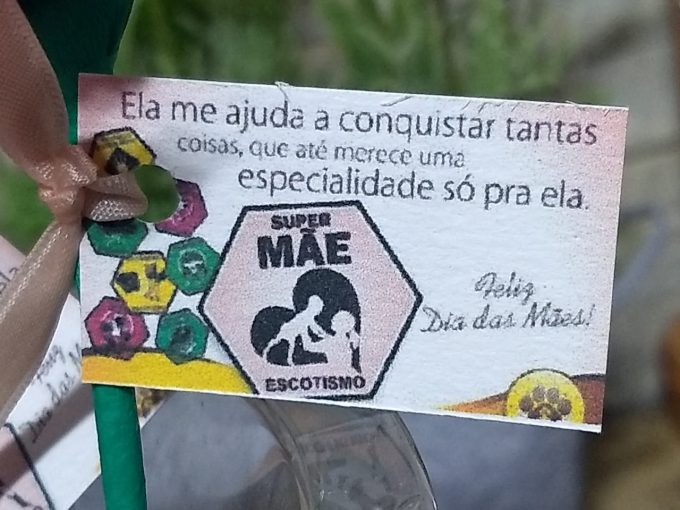 Ela me ajuda a conquistar tantas
coisas, que até merece uma
especialidade só pra ela.
SUPER
MÃE
ESCOTISMO
Feliz
Dia das Mães!